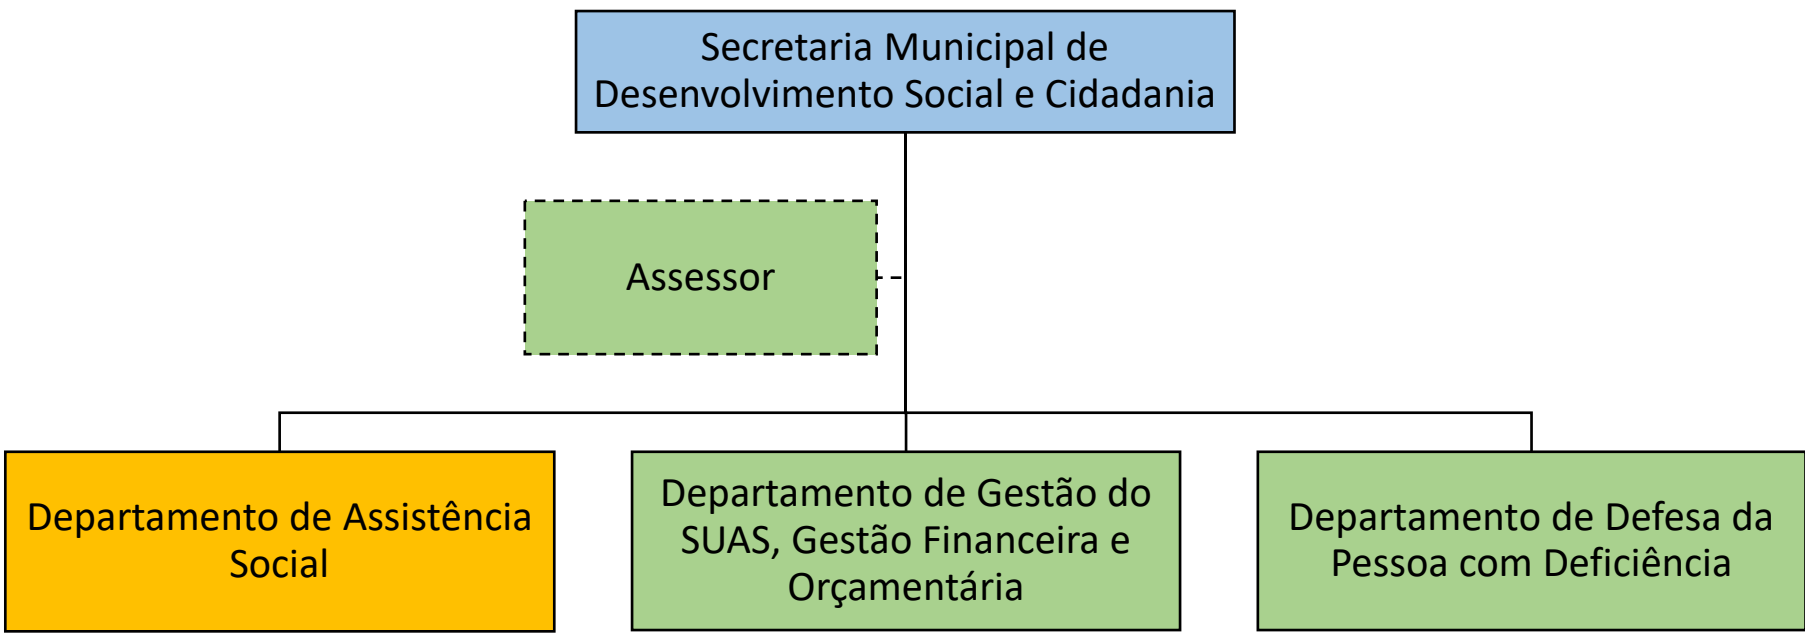 Secretaria Municipal de
Desenvolvimento Social e Cidadania
Assessor
Departamento de Assistência
Social
Departamento de Gestão do
SUAS, Gestão Financeira e
Orçamentária
Departamento de Defesa da
Pessoa com Deficiência